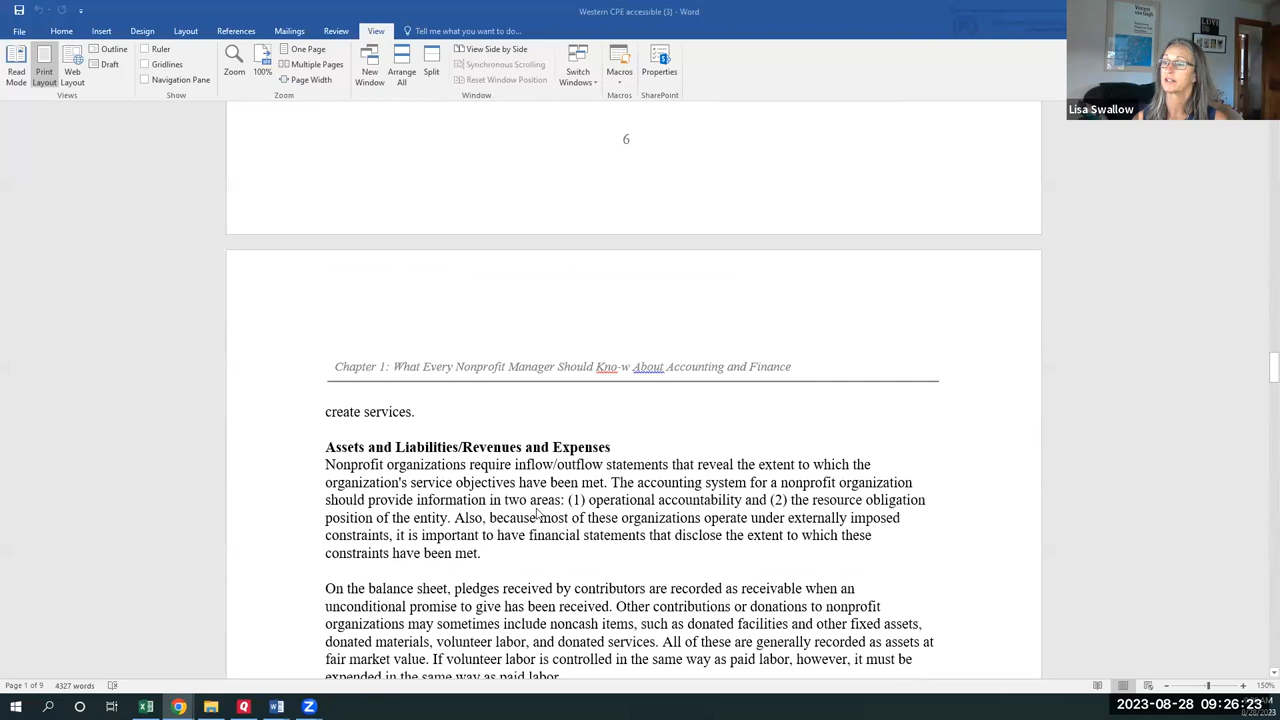 Western CPE accessible (3) - Word
File Home Insert Design Layout References Mailings Review View Tell me what you want to do...
Read Mode
Print Layout
Web Layout
Outline
Draft
Views
Ruler
Gridlines
Navigation Pane
Show
Zoom
100%
One Page
Multiple Pages
Page Width
Zoom
New Window
Arrange All
Split
View Side by Side
Synchronous Scrolling
Reset Window Position
Window
Switch Windows
Macros
Macros
Properties
SharePoint
Lisa Swallow
6
Chapter 1: What Every Nonprofit Manager Should Kno-w About Accounting and Finance
create services.
Assets and Liabilities/Revenues and Expenses
Nonprofit organizations require inflow/outflow statements that reveal the extent to which the
organization's service objectives have been met. The accounting system for a nonprofit organization
should provide information in two areas: (1) operational accountability and (2) the resource obligation
position of the entity. Also, because most of these organizations operate under externally imposed
constraints, it is important to have financial statements that disclose the extent to which these
constraints have been met.
On the balance sheet, pledges received by contributors are recorded as receivable when an
unconditional promise to give has been received. Other contributions or donations to nonprofit
organizations may sometimes include noncash items, such as donated facilities and other fixed assets,
donated materials, volunteer labor, and donated services. All of these are generally recorded as assets at
fair market value. If volunteer labor is controlled in the same way as paid labor, however, it must be
expended in the same way as paid labor.
Page 1 of 9 4327 words
150%
2023-08-28 09:26:23